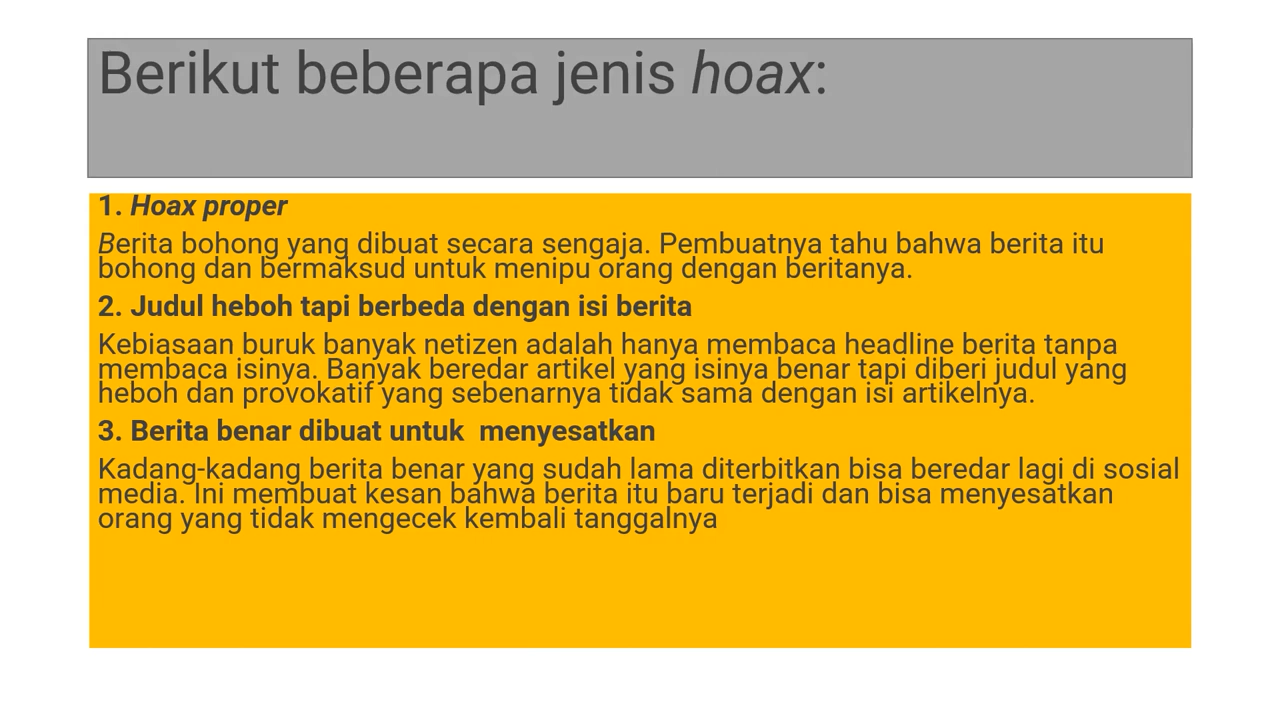 Berikut beberapa jenis hoax:
1. Hoax proper
Berita bohong yang dibuat secara sengaja. Pembuatnya tahu bahwa berita itu
bohong dan bermaksud untuk menipu orang dengan beritanya.
2. Judul heboh tapi berbeda dengan isi berita
Kebiasaan buruk banyak netizen adalah hanya membaca headline berita tanpa
membaca isinya. Banyak beredar artikel yang isinya benar tapi diberi judul yang
heboh dan provokatif yang sebenarnya tidak sama dengan isi artikelnya.
3. Berita benar dibuat untuk  menyesatkan
Kadang-kadang berita benar yang sudah lama diterbitkan bisa beredar lagi di sosial
media. Ini membuat kesan bahwa berita itu baru terjadi dan bisa menyesatkan
orang yang tidak mengecek kembali tanggalnya